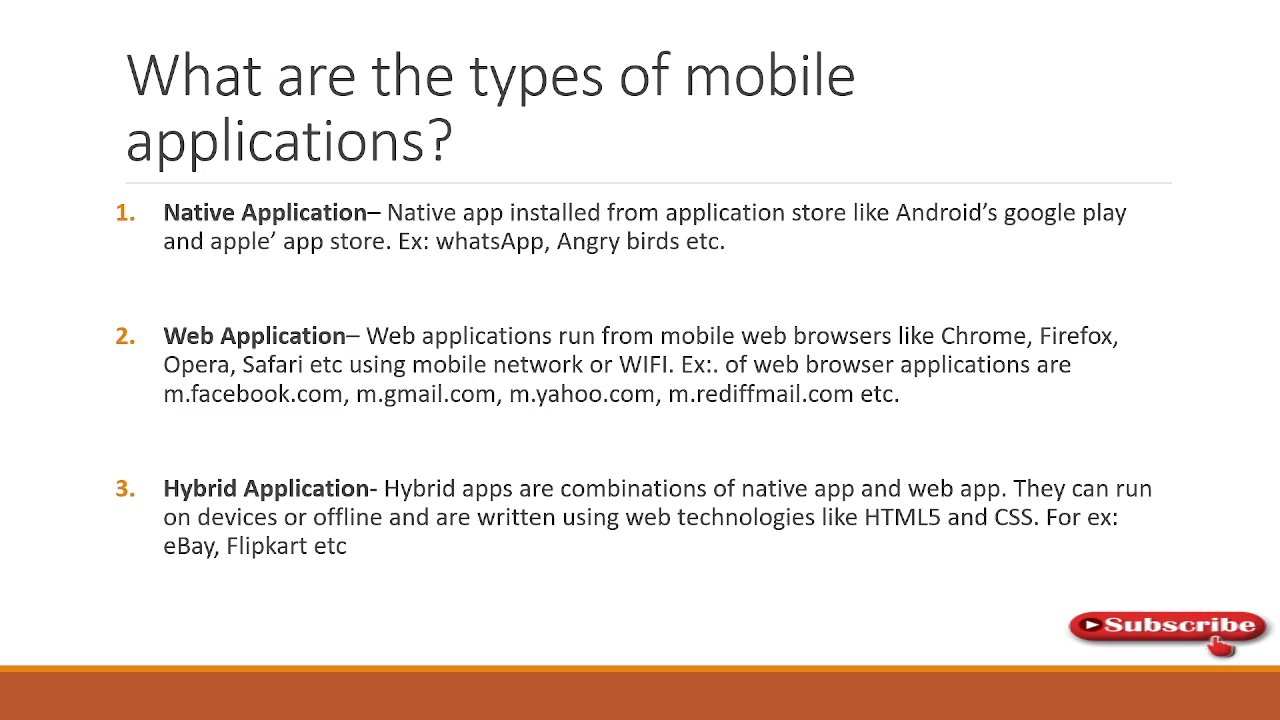 What are the types of mobile
applications?
1. Native Application– Native app installed from application store like Android’s google play
and apple’ app store. Ex: whatsApp, Angry birds etc.
2. Web Application– Web applications run from mobile web browsers like Chrome, Firefox,
Opera, Safari etc using mobile network or WIFI. Ex:. of web browser applications are
m.facebook.com, m.gmail.com, m.yahoo.com, m.rediffmail.com etc.
3. Hybrid Application- Hybrid apps are combinations of native app and web app. They can run
on devices or offline and are written using web technologies like HTML5 and CSS. For ex:
eBay, Flipkart etc
Subscribe